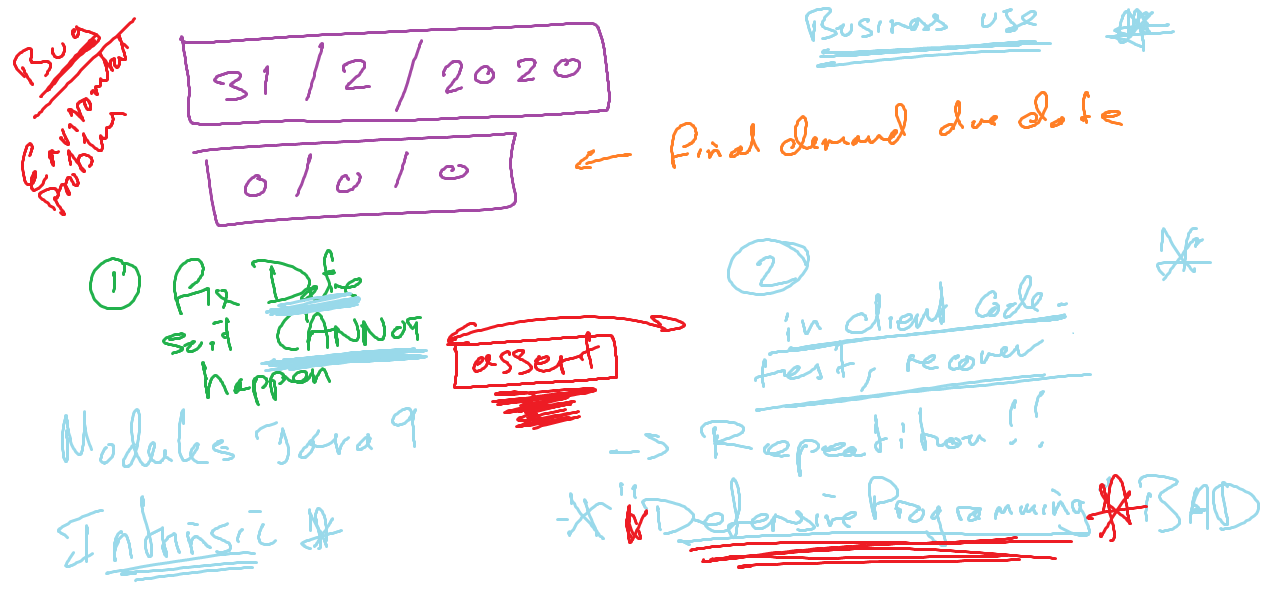 Bug
Environmental
problem
31/2/2020
0/0/0
Business use
← Final demand due date
1 Fix Date
so it CANNOT
happen
assert
2
in client code -
test, recover
→ Repeatition!!
Modules Java 9
Intrinsic *
* "Defensive Programming * BAD